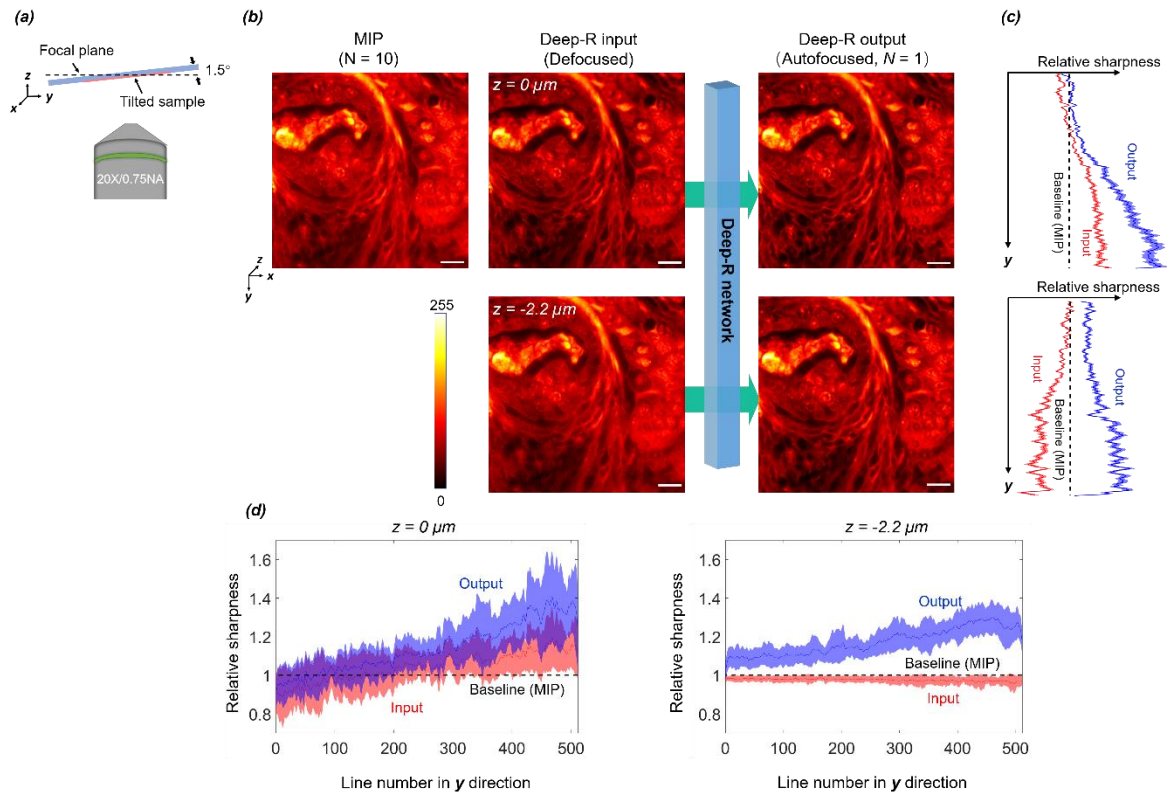 (a)
Focal plane
z
y
x
1.5°
Tilted sample
20X/0.75NA
(b)
MIP
(N = 10)
Deep-R input
(Defocused)
Deep-R output
(Autofocused, N = 1)
z = 0 µm
z = -2.2 µm
Deep-R network
z
x
y
255
0
(c)
Relative sharpness
Output
Baseline (MIP)
Input
y
Relative sharpness
Input
Baseline (MIP)
Output
y
(d)
z = 0 µm
Relative sharpness
1.6
1.4
1.2
1
0.8
Output
Baseline (MIP)
Input
0
100
200
300
400
500
Line number in y direction
z = -2.2 µm
Relative sharpness
1.6
1.4
1.2
1
0.8
Output
Baseline (MIP)
Input
0
100
200
300
400
500
Line number in y direction